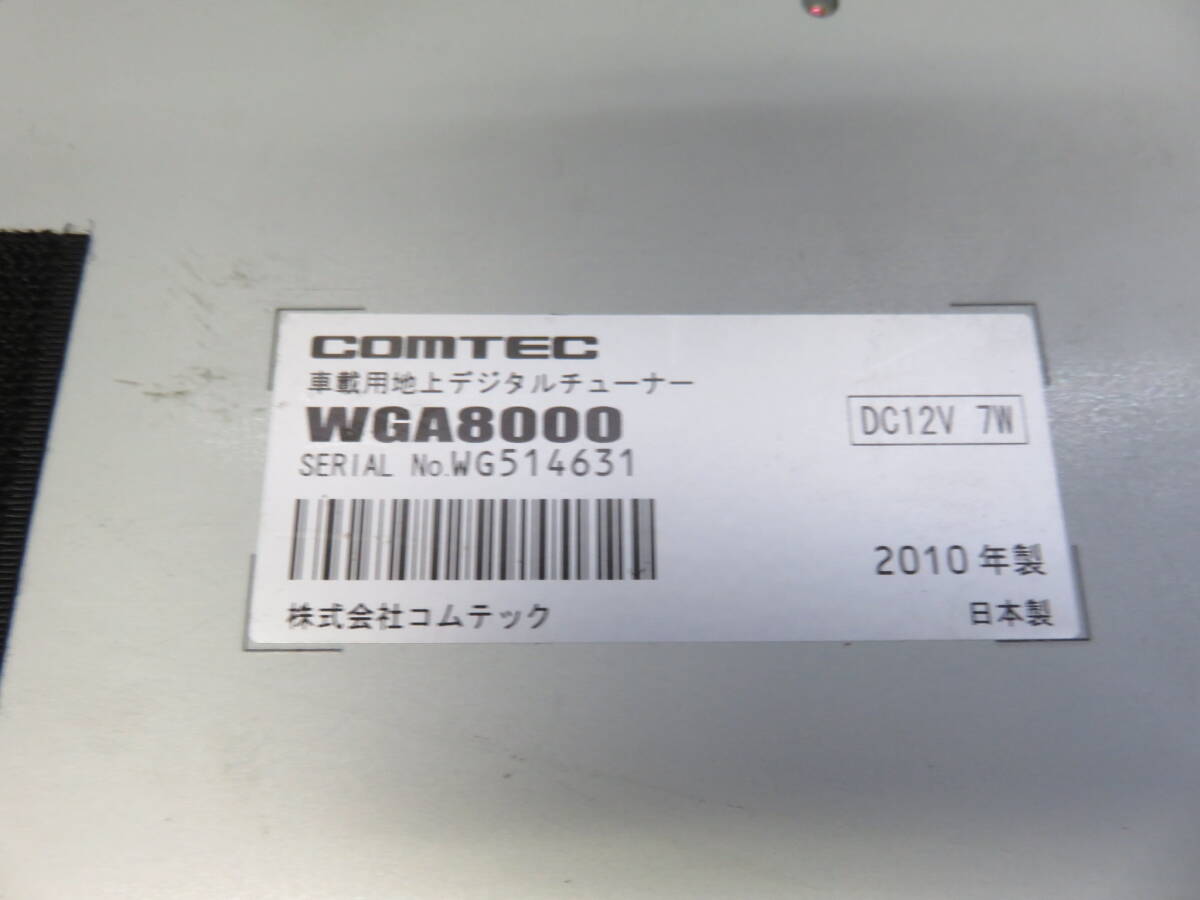 COMTEC
車載用地上デジタルチューナー
WGA8000
DC12V 7W
SERIAL No.WG514631
2010年製
株式会社コムテック
日本製